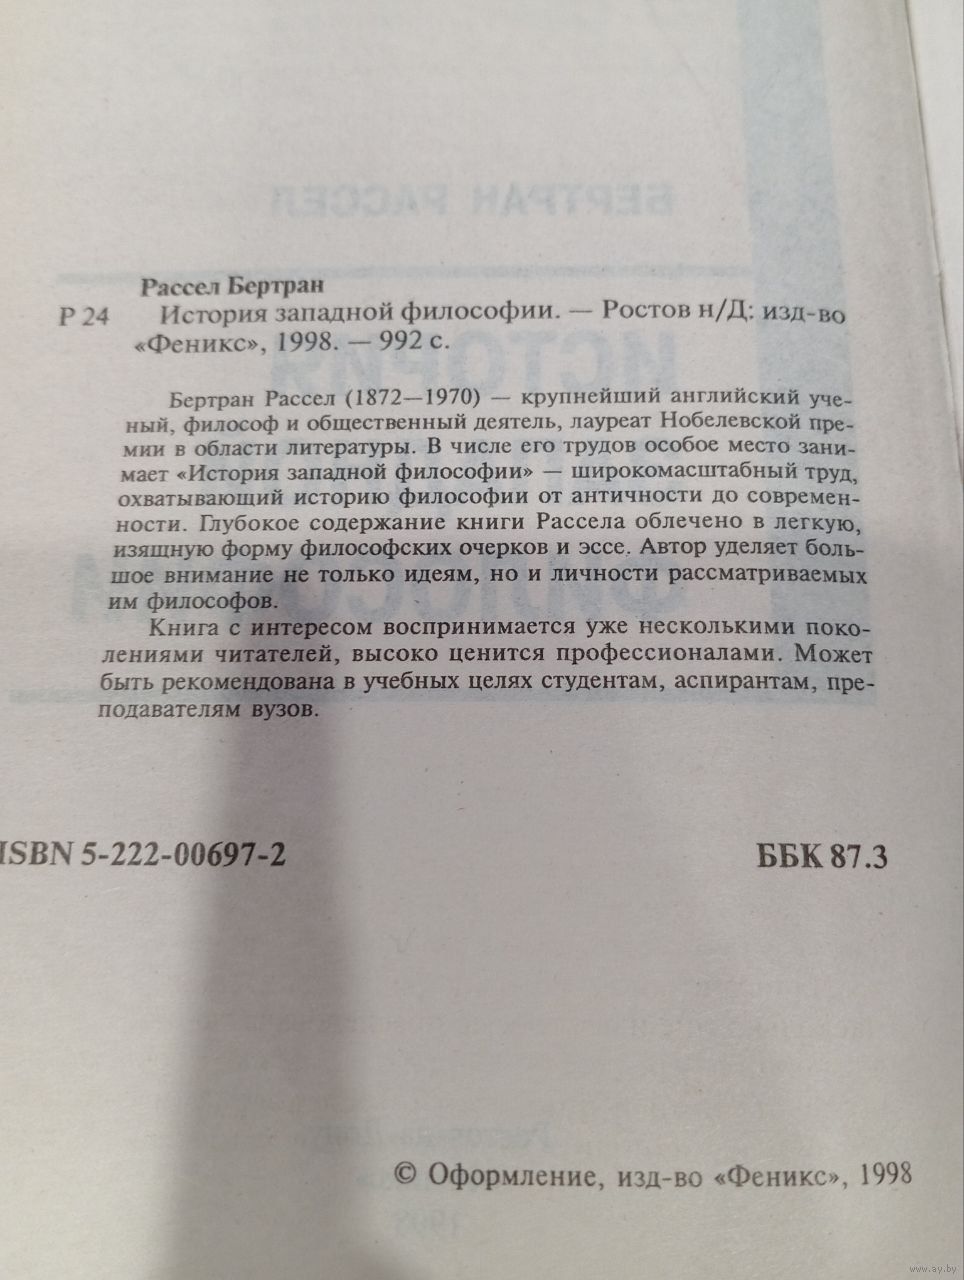 Рассел Бертран
Р 24 История западной философии. — Ростов н/Д: изд-во
«Феникс», 1998. — 992 с.
Бертран Рассел (1872—1970) — крупнейший английский уче-
ный, философ и общественный деятель, лауреат Нобелевской пре-
мии в области литературы. В числе его трудов особое место зани-
мает «История западной философии» — широкомасштабный труд,
охватывающий историю философии от античности до современ-
ности. Глубокое содержание книги Рассела облечено в легкую,
изящную форму философских очерков и эссе. Автор уделяет боль-
шое внимание не только идеям, но и личности рассматриваемых
им философов.
Книга с интересом воспринимается уже несколькими поко-
лениями читателей, высоко ценится профессионалами. Может
быть рекомендована в учебных целях студентам, аспирантам, пре-
подавателям вузов.
ISBN 5-222-00697-2 ББК 87.3
© Оформление, изд-во «Феникс», 1998
www.ay.by